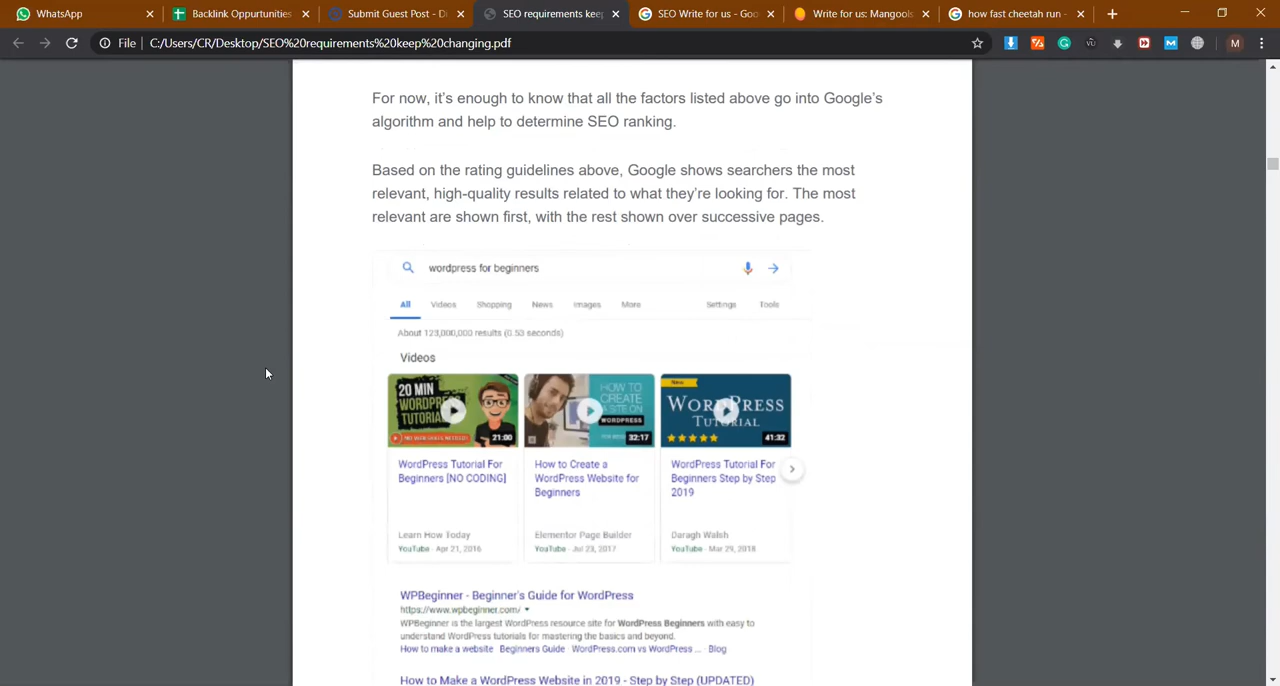 WhatsApp
Backlink Oppurtunities
Submit Guest Post - D
SEO requirements kee
SEO Write for us - Goo
Write for us: Mangools
how fast cheetah run -
File
C:/Users/CR/Desktop/SEO%20requirements%20keep%20changing.pdf
M
For now, it's enough to know that all the factors listed above go into Google's
algorithm and help to determine SEO ranking.
Based on the rating guidelines above, Google shows searchers the most
relevant, high-quality results related to what they're looking for. The most
relevant are shown first, with the rest shown over successive pages.
wordpress for beginners
All Videos Shopping News Images More Settings Tools
About 123,000,000 results (0.53 seconds)
Videos
20 MIN
WORDPRESS
TUTORIAL
21:00
HOW TO
CREATE
A SITE ON
WORDPRESS
32:17
New
WORDPRESS
TUTORIAL
41:32
WordPress Tutorial For
Beginners [NO CODING]
Learn How Today
YouTube - Apr 21, 2016
How to Create a
WordPress Website for
Beginners
Elementor Page Builder
YouTube - Jul 23, 2017
WordPress Tutorial For
Beginners Step by Step
2019
Daragh Walsh
YouTube - Mar 29, 2018
WPBeginner - Beginner's Guide for WordPress
https://www.wpbeginner.com/
WPBeginner is the largest WordPress resource site for WordPress Beginners with easy to
understand WordPress tutorials for mastering the basics and beyond.
How to make a website · Beginners Guide · WordPress.com vs WordPress ... · Blog
How to Make a WordPress Website in 2019 - Step by Step (UPDATED)